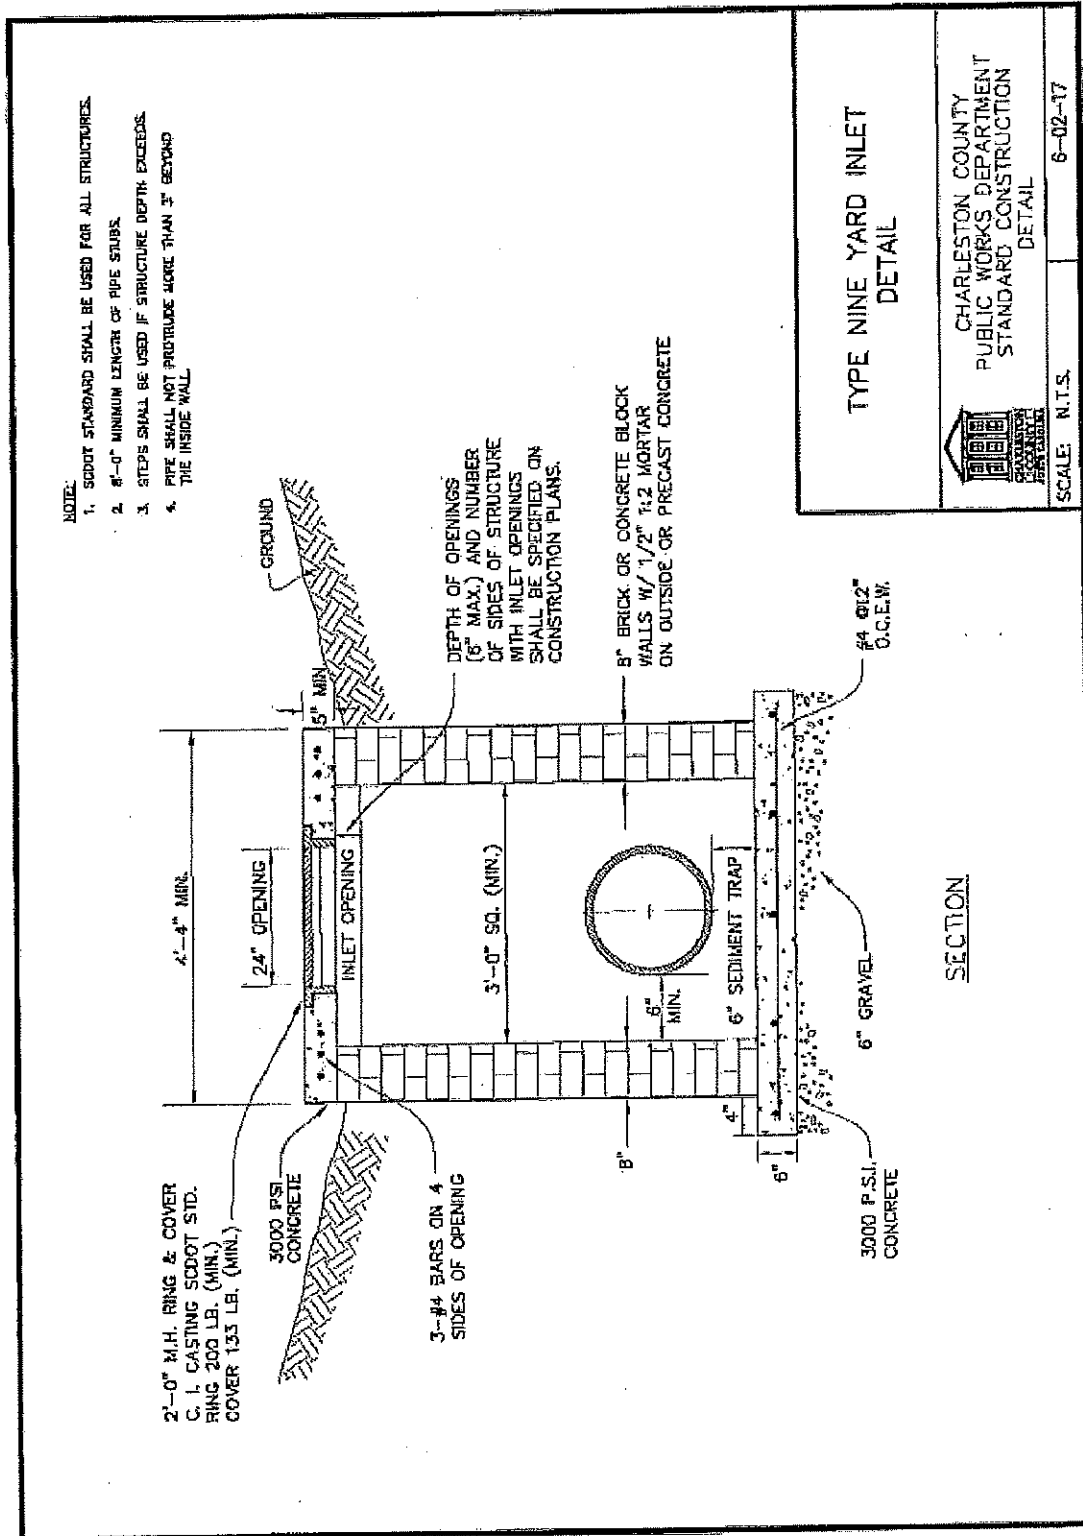 NOTE:
1. SCDOT STANDARD SHALL BE USED FOR ALL STRUCTURES.
2. 8'-0" MINIMUM LENGTH OF PIPE STUBS.
3. STEPS SHALL BE USED IF STRUCTURE DEPTH EXCEEDS.
4. PIPE SHALL NOT PROTRUDE MORE THAN 3" BEYOND
THE INSIDE WALL.
2'-0" M.H. RING & COVER
C. I. CASTING SCDOT STD.
RING 200 LB. (MIN.)
COVER 133 LB. (MIN.)
4'-4" MIN.
24" OPENING
GROUND
5" MIN
3000 PSI
CONCRETE
INLET OPENING
3-#4 BARS ON 4
SIDES OF OPENING
DEPTH OF OPENINGS
(6" MAX.) AND NUMBER
OF SIDES OF STRUCTURE
WITH INLET OPENINGS
SHALL BE SPECIFIED ON
CONSTRUCTION PLANS.
3'-0" SQ. (MIN.)
8" BRICK OR CONCRETE BLOCK
WALLS W/ 1/2" 1:2 MORTAR
ON OUTSIDE OR PRECAST CONCRETE
8"
6"
MIN.
6" SEDIMENT TRAP
4"
6"
3000 P.S.I.
CONCRETE
6" GRAVEL
#4 @12"
O.C.E.W.
SECTION
TYPE NINE YARD INLET
DETAIL
CHARLESTON
COUNTY
SOUTH CAROLINA
CHARLESTON COUNTY
PUBLIC WORKS DEPARTMENT
STANDARD CONSTRUCTION
DETAIL
SCALE: N.T.S.
6-02-17